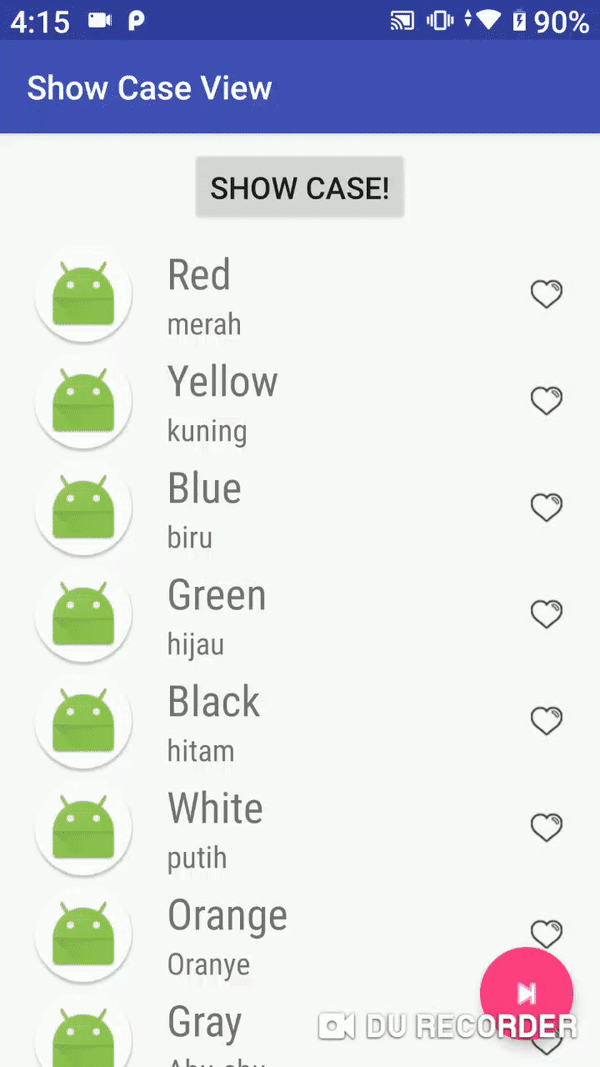 4:15
90%
Show Case View
SHOW CASE!
Red
merah
Yellow
kuning
Blue
biru
Green
hijau
Black
hitam
White
putih
Orange
Oranye
Gray
DU RECORDER